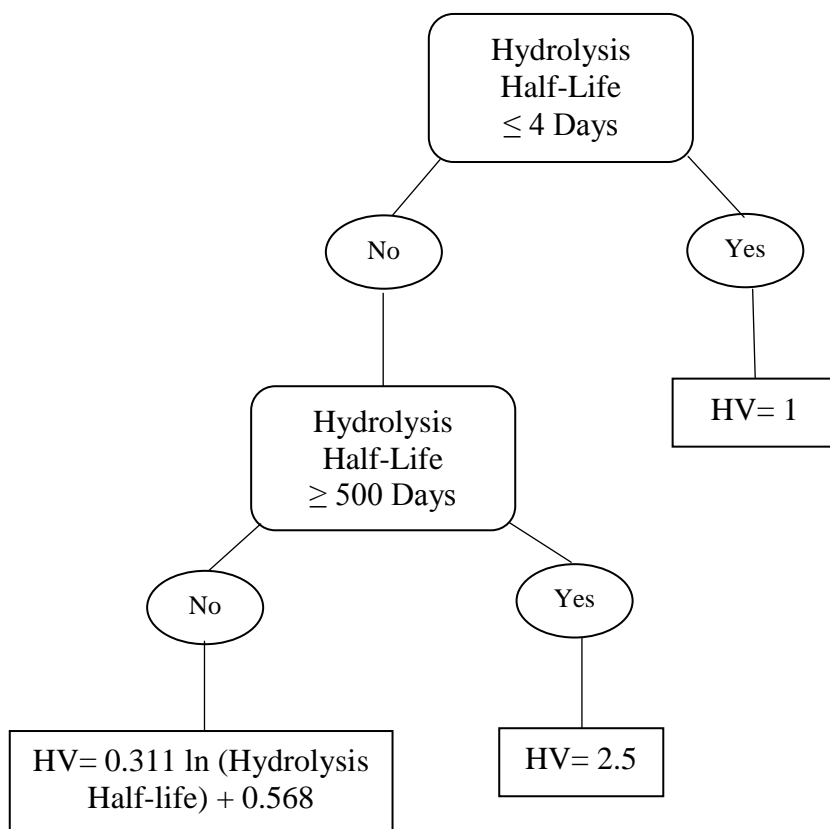 Hydrolysis
Half-Life
≤ 4 Days
No
Yes
HV= 1
Hydrolysis
Half-Life
≥ 500 Days
No
Yes
HV= 0.311 ln (Hydrolysis
Half-life) + 0.568
HV= 2.5